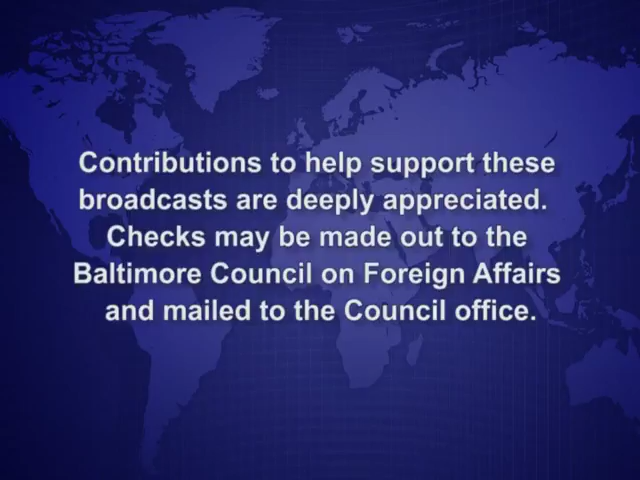 Contributions to help support these
broadcasts are deeply appreciated.
Checks may be made out to the
Baltimore Council on Foreign Affairs
and mailed to the Council office.